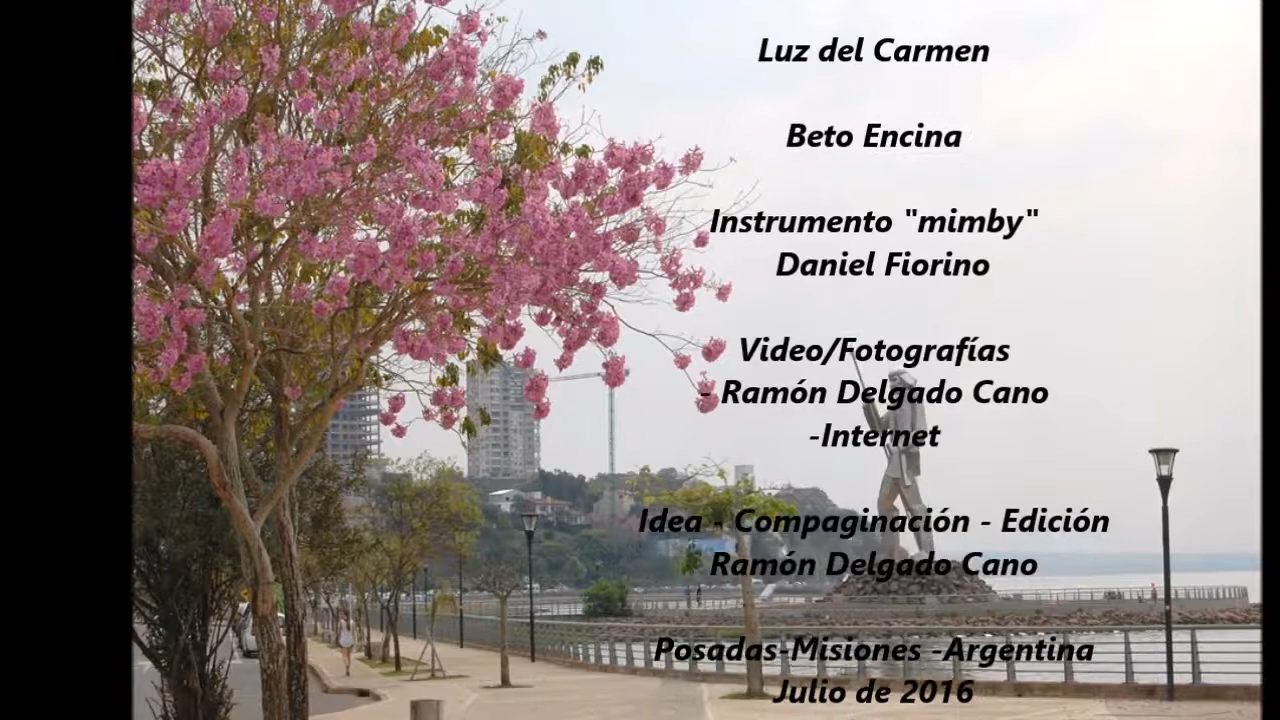 Luz del Carmen
Beto Encina
Instrumento "mimby"
Daniel Fiorino
Video/Fotografías
- Ramón Delgado Cano
-Internet
Idea - Compaginación - Edición
Ramón Delgado Cano
Posadas-Misiones -Argentina
Julio de 2016